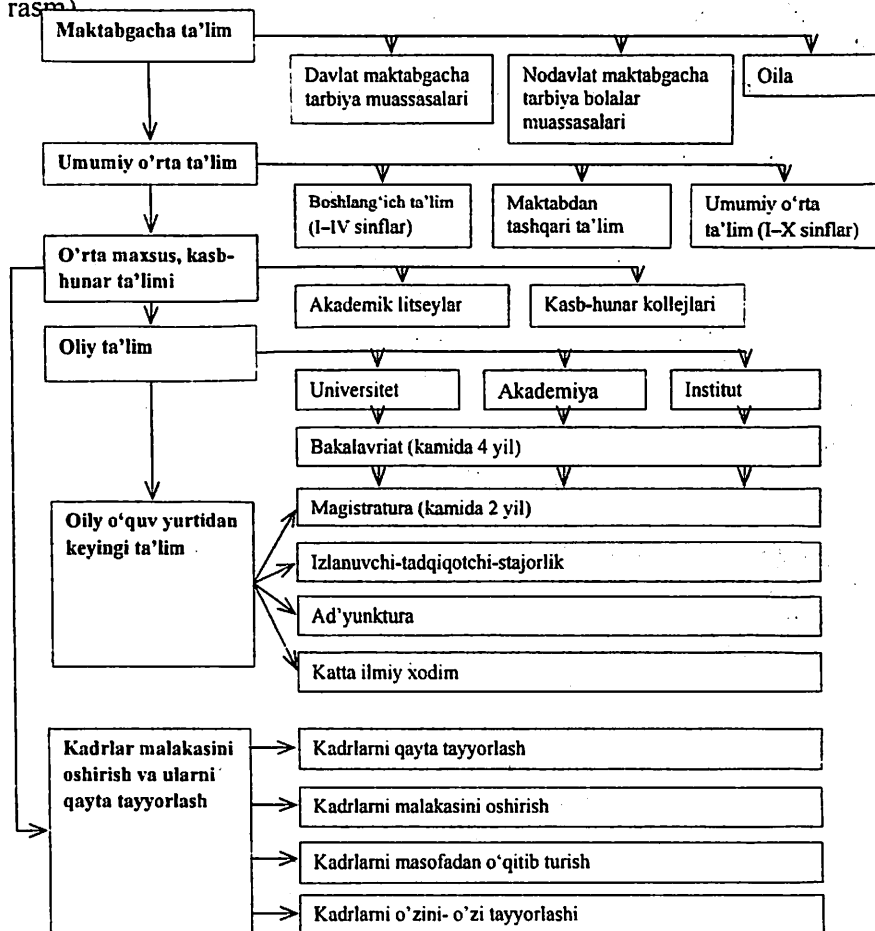 rasm)
Maktabgacha ta'lim
Davlat maktabgacha
tarbiya muassasalari
Nodavlat maktabgacha
tarbiya bolalar
muassasalari
Oila
Umumiy o'rta ta'lim
Boshlang'ich ta'lim
(I–IV sinflar)
Maktabdan
tashqari ta'lim
Umumiy o'rta
ta'lim (I–X sinflar)
O'rta maxsus, kasb-
hunar ta'limi
Akademik litseylar
Kasb-hunar kollejlari
Oliy ta'lim
Universitet
Akademiya
Institut
Bakalavriat (kamida 4 yil)
Oily o'quv yurtidan
keyingi ta'lim
Magistratura (kamida 2 yil)
Izlanuvchi-tadqiqotchi-stajorlik
Ad'yunktura
Katta ilmiy xodim
Kadrlar malakasini
oshirish va ularni
qayta tayyorlash
Kadrlarni qayta tayyorlash
Kadrlarni malakasini oshirish
Kadrlarni masofadan o'qitib turish
Kadrlarni o'zini- o'zi tayyorlashi